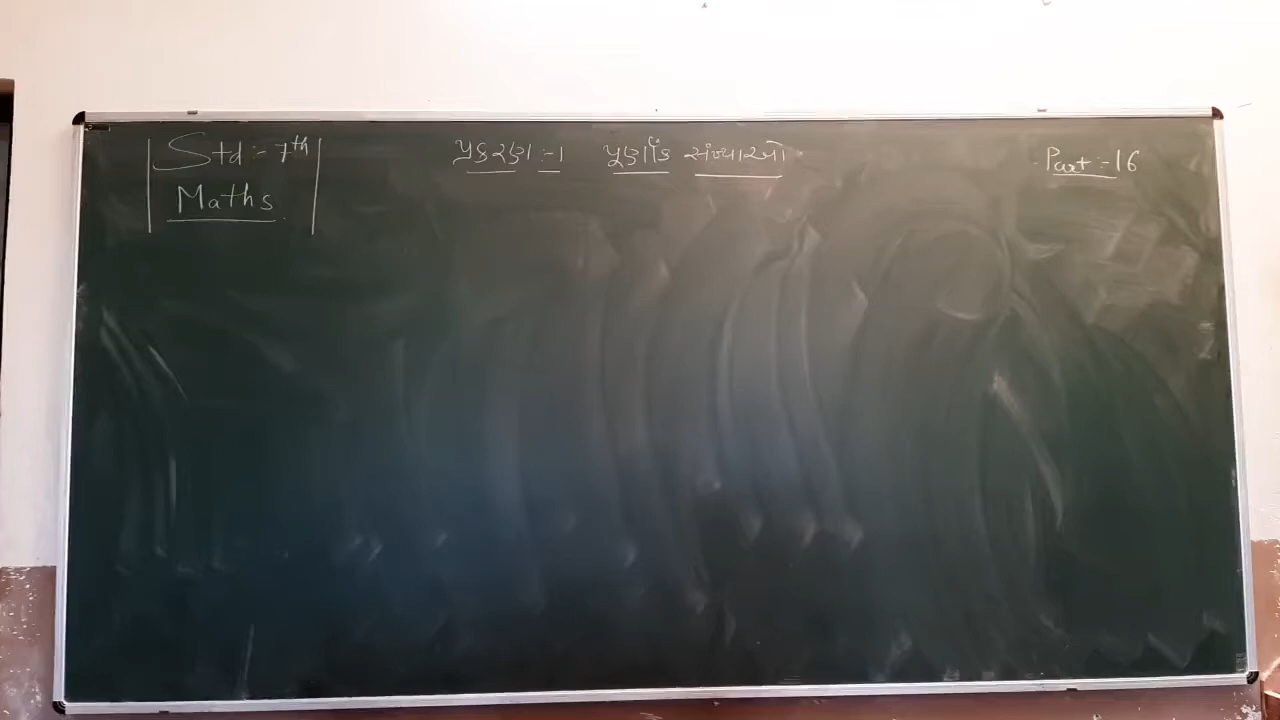 Std :- 7th પ્રકરણ :- 1 પૂર્ણાંક સંખ્યાઓ Part :- 16
Maths